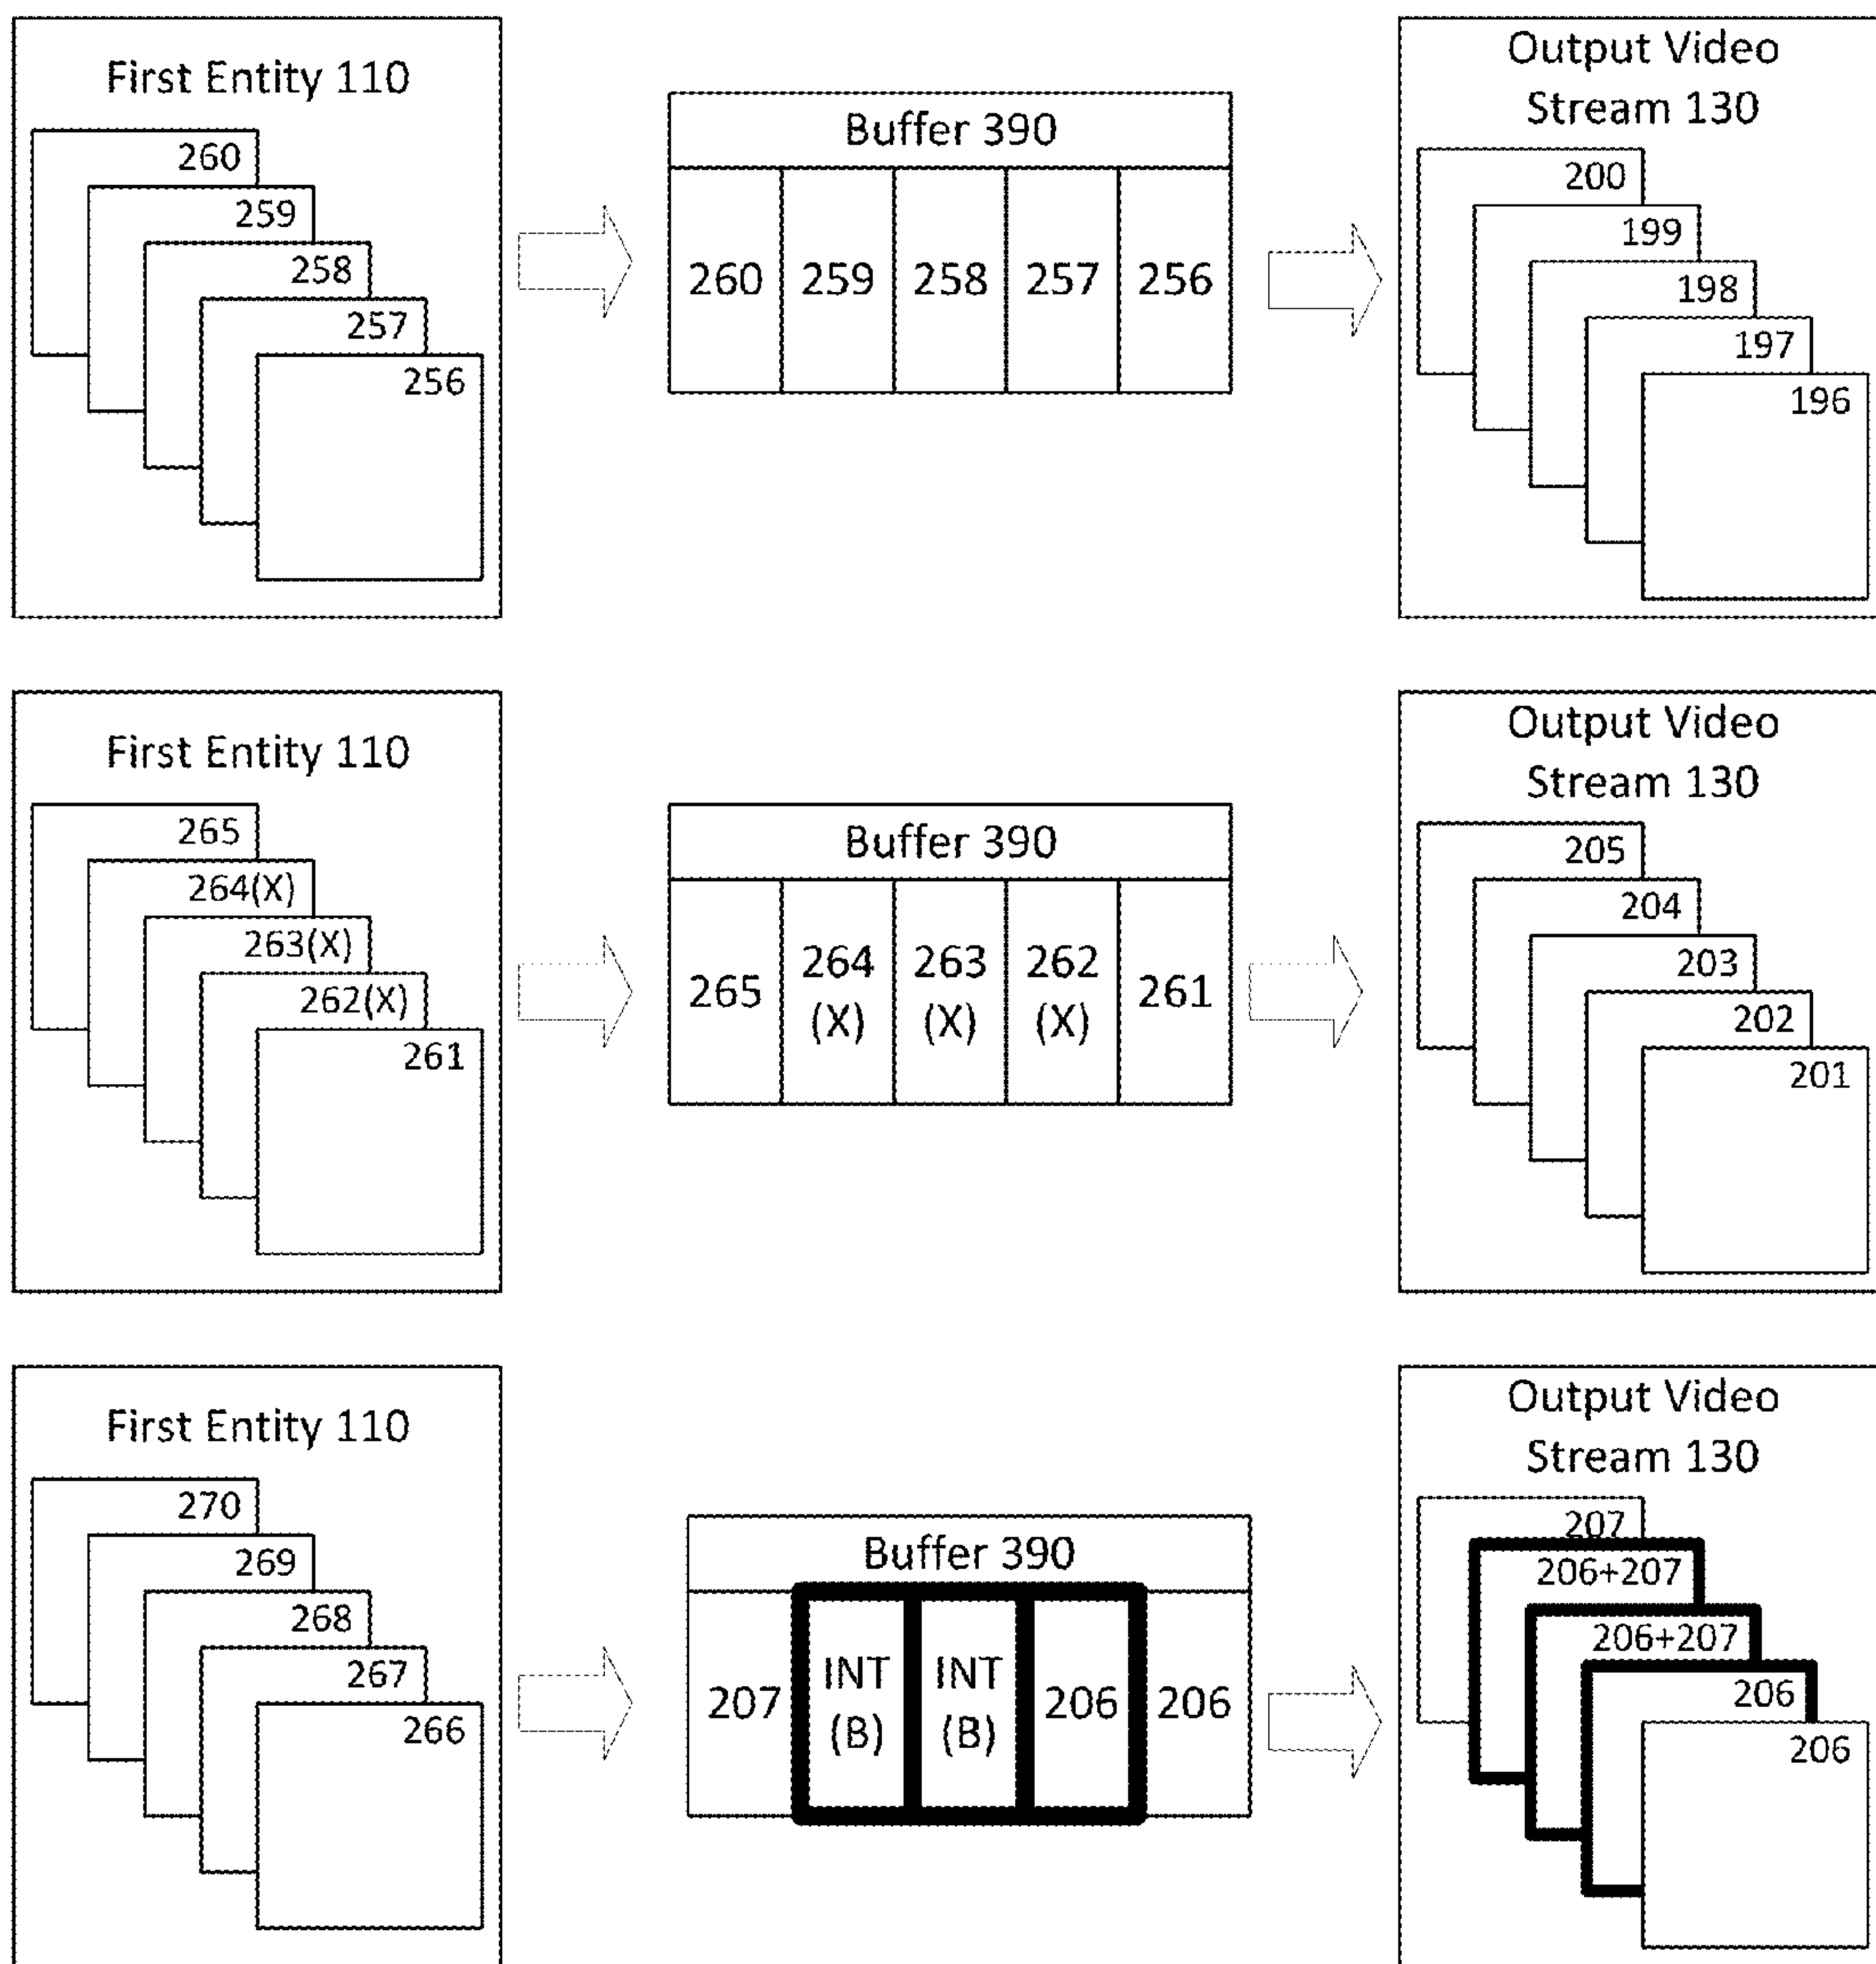 First Entity 110
260
259
258
257
256
Buffer 390
260 259 258 257 256
Output Video
Stream 130
200
199
198
197
196
First Entity 110
265
264(X)
263(X)
262(X)
261
Buffer 390
265 264 263 262 261
(X) (X) (X)
Output Video
Stream 130
205
204
203
202
201
First Entity 110
270
269
268
267
266
Buffer 390
207 INT INT 206 206
(B) (B)
Output Video
Stream 130
207
206+207
206+207
206
206